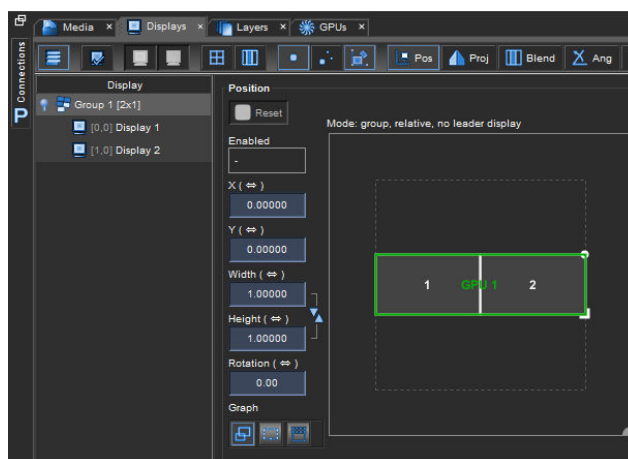 Media × Displays × Layers × GPUs ×
Connections
P
Pos Proj Blend Ang
Display
Group 1 [2x1]
[0,0] Display 1
[1,0] Display 2
Position
Reset
Mode: group, relative, no leader display
Enabled
-
X ( ⇔ )
0.00000
Y ( ⇔ )
0.00000
Width ( ⇔ )
1.00000
Height ( ⇔ )
1.00000
Rotation ( ⇔ )
0.00
Graph
1 GPU 1 2